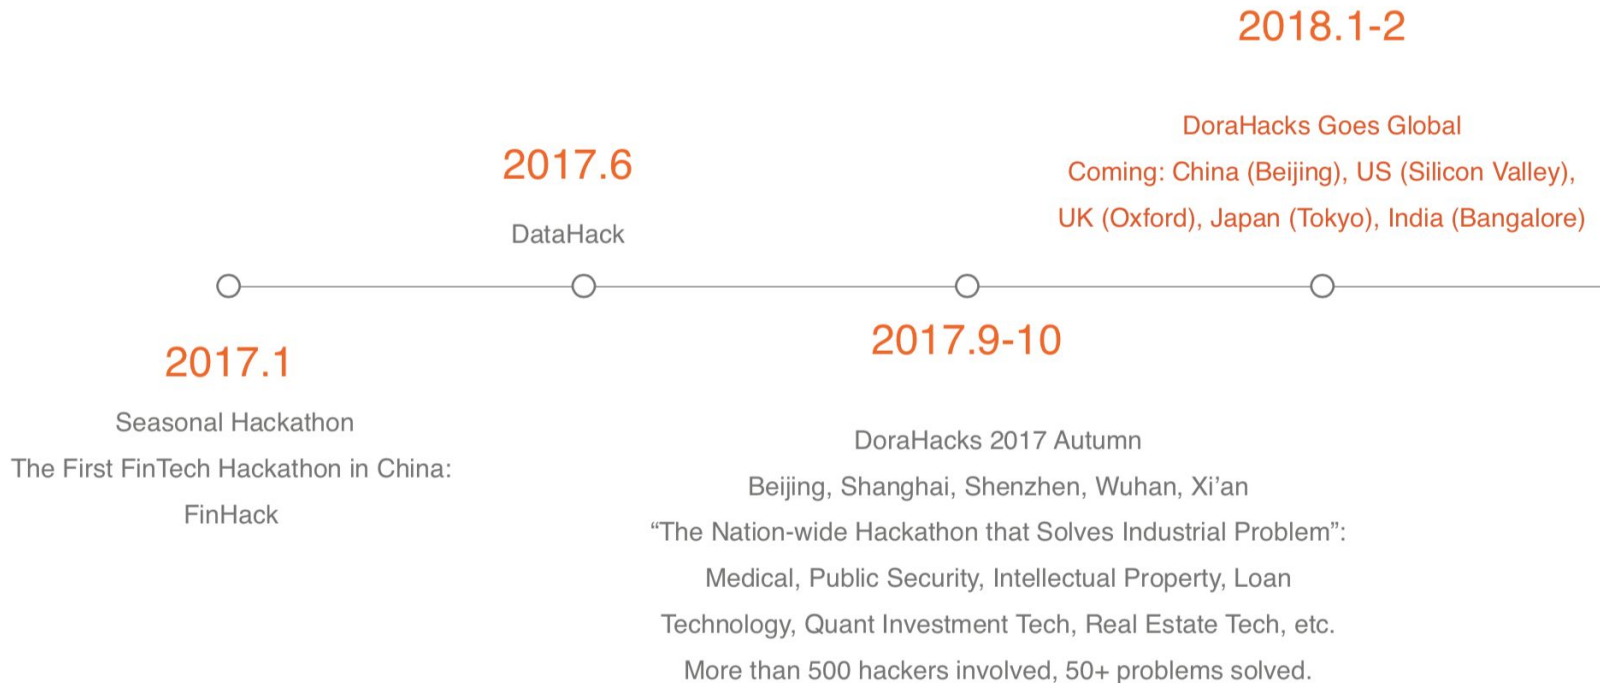 2018.1-2
DoraHacks Goes Global
Coming: China (Beijing), US (Silicon Valley),
UK (Oxford), Japan (Tokyo), India (Bangalore)
2017.6
DataHack
2017.9-10
2017.1
Seasonal Hackathon
The First FinTech Hackathon in China:
FinHack
DoraHacks 2017 Autumn
Beijing, Shanghai, Shenzhen, Wuhan, Xi’an
“The Nation-wide Hackathon that Solves Industrial Problem”:
Medical, Public Security, Intellectual Property, Loan
Technology, Quant Investment Tech, Real Estate Tech, etc.
More than 500 hackers involved, 50+ problems solved.